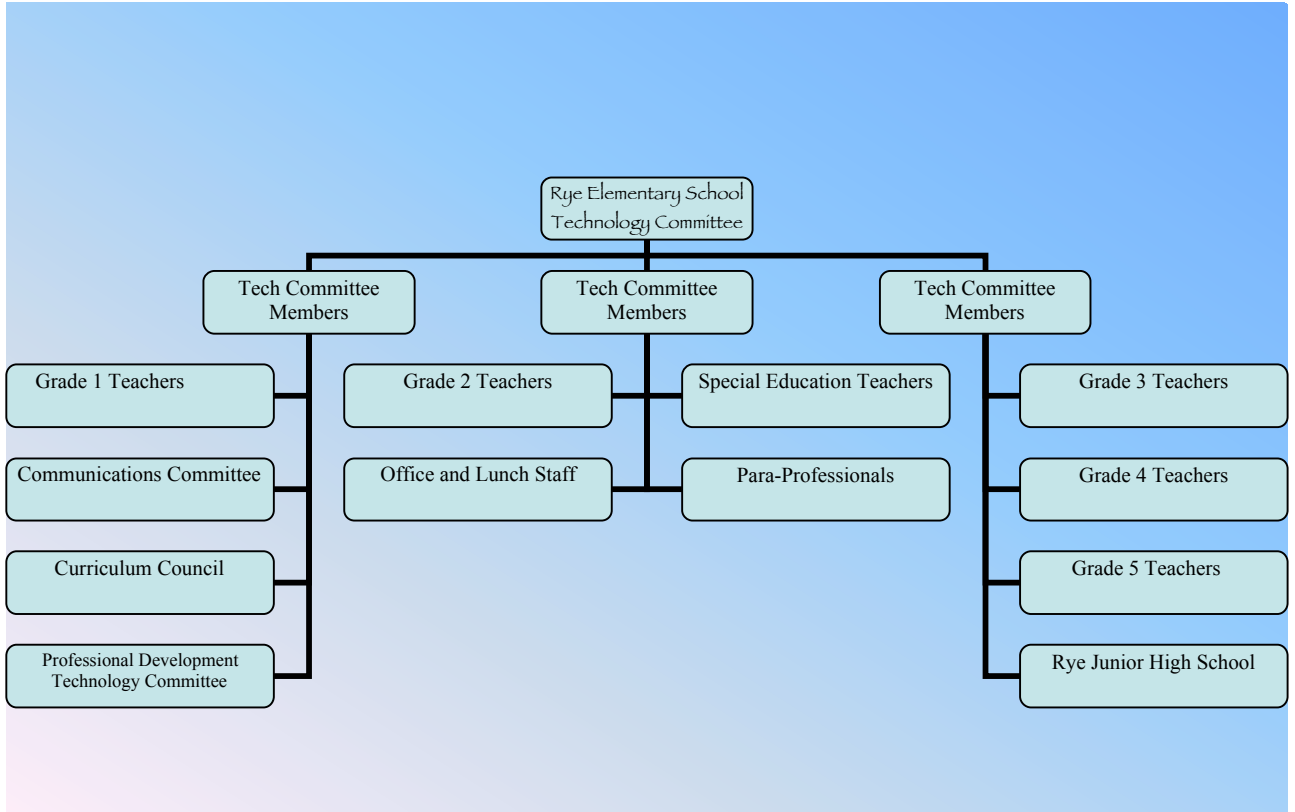 Rye Elementary School
Technology Committee
Tech Committee
Members
Tech Committee
Members
Tech Committee
Members
Grade 1 Teachers
Grade 2 Teachers
Special Education Teachers
Grade 3 Teachers
Communications Committee
Office and Lunch Staff
Para-Professionals
Grade 4 Teachers
Curriculum Council
Grade 5 Teachers
Professional Development
Technology Committee
Rye Junior High School